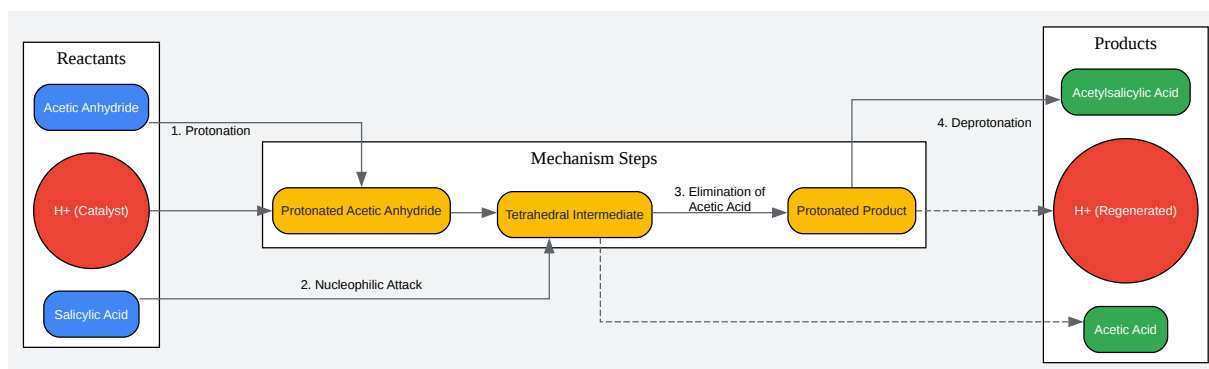 Reactants
Acetic Anhydride
H+ (Catalyst)
Salicylic Acid
1. Protonation
2. Nucleophilic Attack
Mechanism Steps
Protonated Acetic Anhydride
Tetrahedral Intermediate
3. Elimination of
Acetic Acid
Protonated Product
4. Deprotonation
Products
Acetylsalicylic Acid
H+ (Regenerated)
Acetic Acid